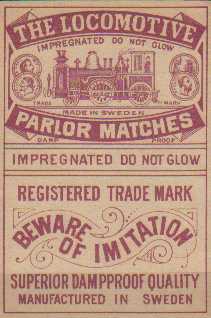 THE LOCOMOTIVE
IMPREGNATED DO NOT GLOW
TRADE MARK
MADE IN SWEDEN
PARLOR MATCHES
DAMP PROOF
IMPREGNATED DO NOT GLOW
REGISTERED TRADE MARK
BEWARE
OF IMITATION
SUPERIOR DAMPPROOF QUALITY
MANUFACTURED IN SWEDEN